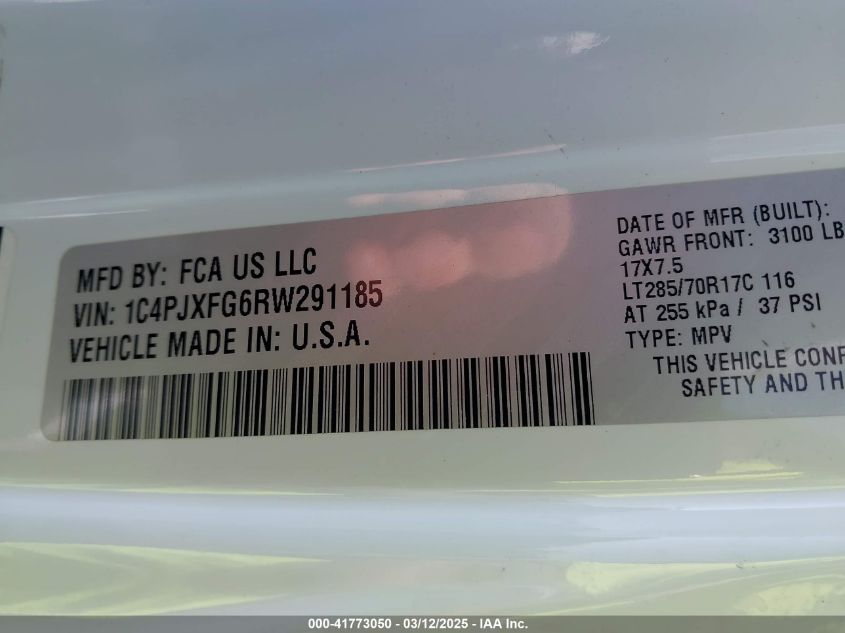 MFD BY: FCA US LLC
VIN: 1C4PJXFG6RW291185
VEHICLE MADE IN: U.S.A.
DATE OF MFR (BUILT):
GAWR FRONT: 3100 LB
17X7.5
LT285/70R17C 116
AT 255 kPa / 37 PSI
TYPE: MPV
THIS VEHICLE CONF
SAFETY AND TH
000-41773050 - 03/12/2025 - IAA Inc.